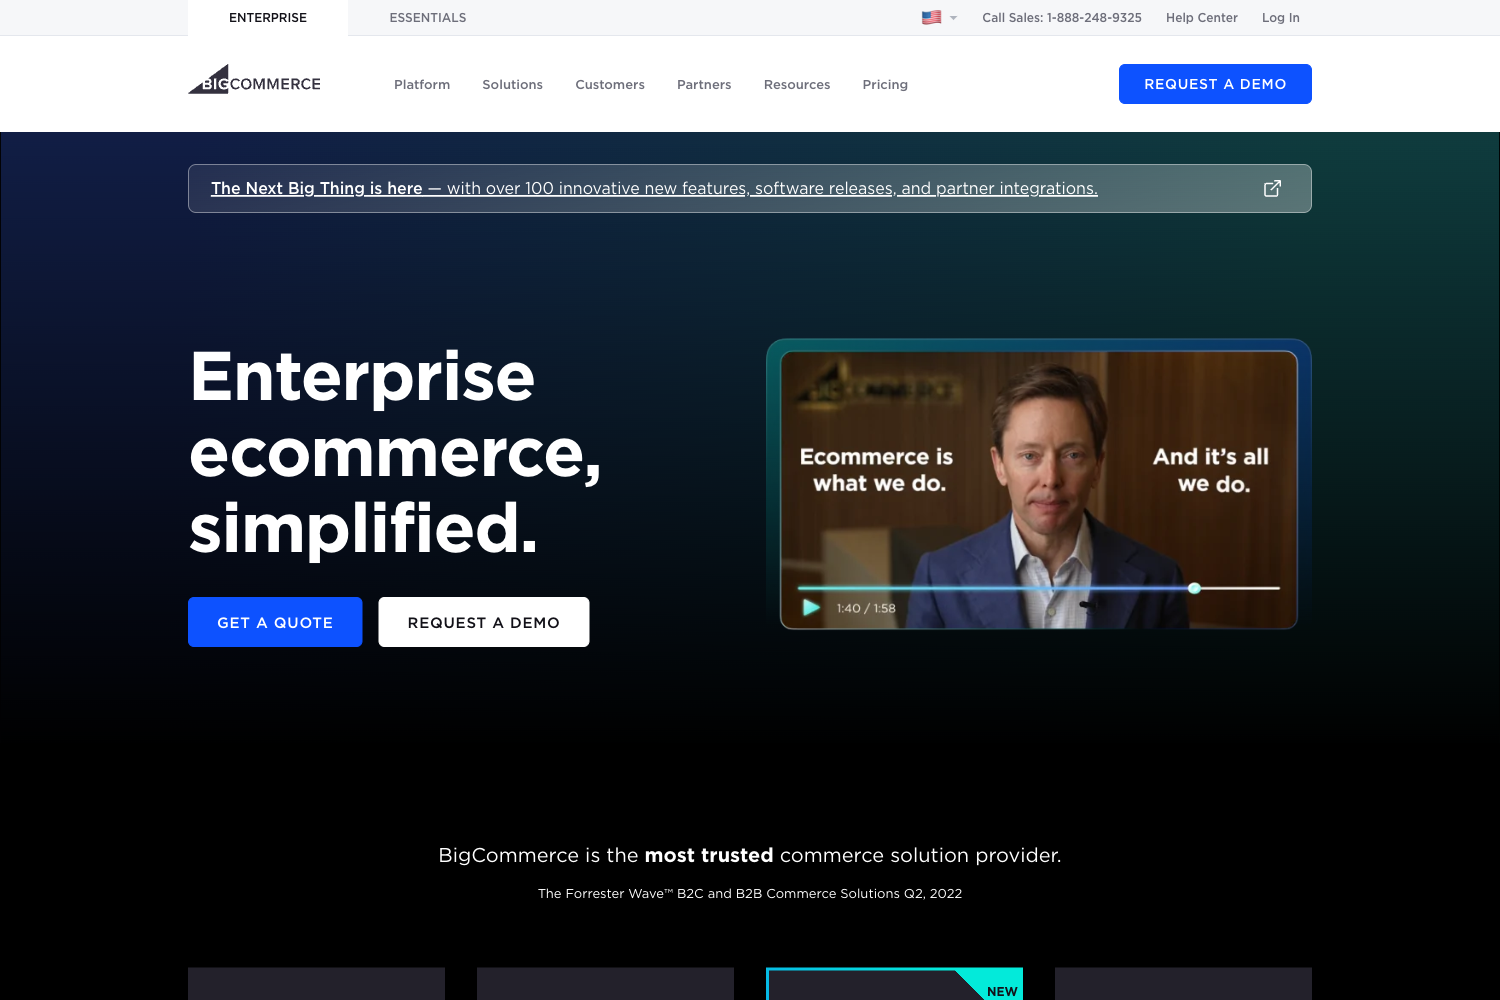 ENTERPRISE
ESSENTIALS
Call Sales: 1-888-248-9325
Help Center
Log In
BIGCOMMERCE
Platform
Solutions
Customers
Partners
Resources
Pricing
REQUEST A DEMO
The Next Big Thing is here — with over 100 innovative new features, software releases, and partner integrations.
Enterprise
ecommerce,
simplified.
GET A QUOTE
REQUEST A DEMO
Ecommerce is
what we do.
And it's all
we do.
1:40 / 1:58
BigCommerce is the most trusted commerce solution provider.
The Forrester Wave™ B2C and B2B Commerce Solutions Q2, 2022
NEW